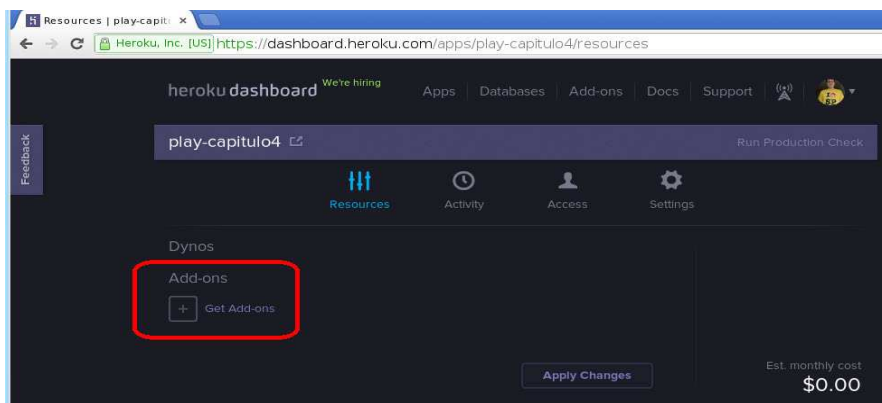 Resources | play-capit
Heroku, Inc. [US] https://dashboard.heroku.com/apps/play-capitulo4/resources
heroku dashboard We're hiring Apps Databases Add-ons Docs Support
Feedback
play-capitulo4 Run Production Check
Resources Activity Access Settings
Dynos
Add-ons
+ Get Add-ons
Apply Changes
Est. monthly cost
$0.00